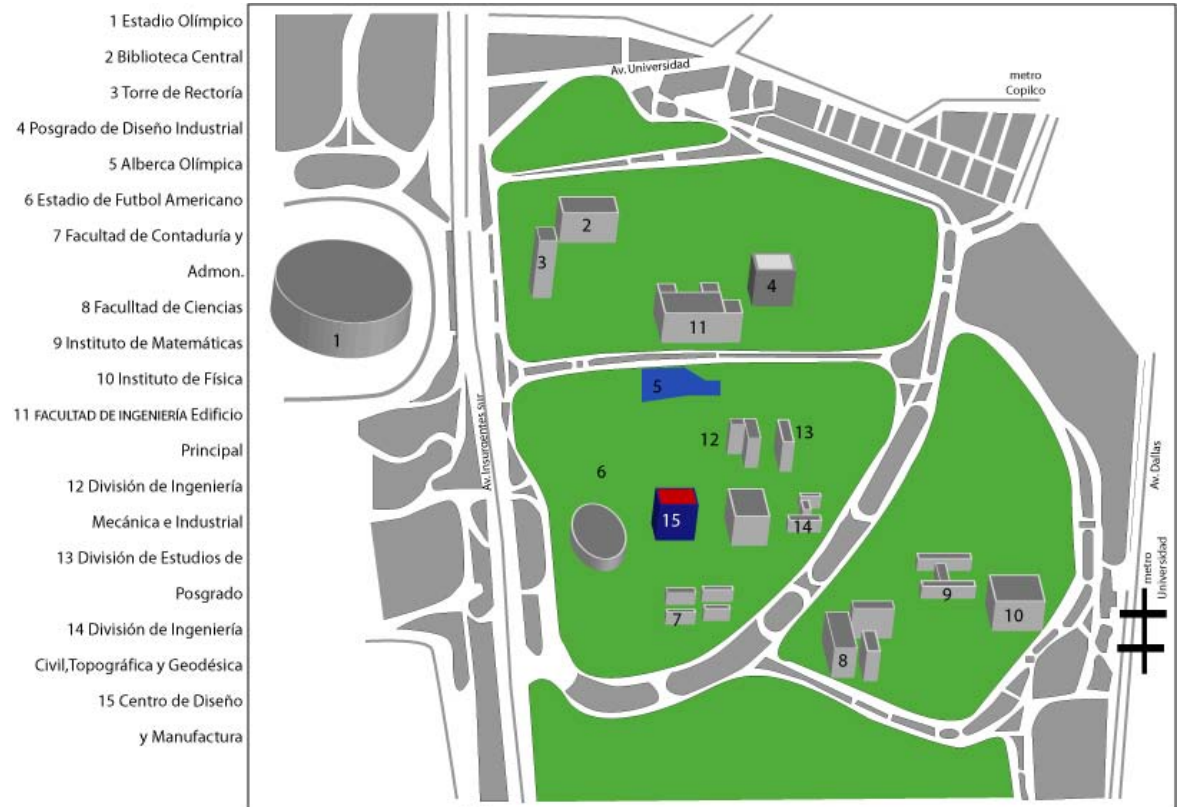 1 Estadio Olímpico
2 Biblioteca Central
3 Torre de Rectoría
4 Posgrado de Diseño Industrial
5 Alberca Olímpica
6 Estadio de Futbol Americano
7 Facultad de Contaduría y
Admon.
8 Faculltad de Ciencias
9 Instituto de Matemáticas
10 Instituto de Física
11 FACULTAD DE INGENIERÍA Edificio
Principal
12 División de Ingeniería
Mecánica e Industrial
13 División de Estudios de
Posgrado
14 División de Ingeniería
Civil,Topográfica y Geodésica
15 Centro de Diseño
y Manufactura
Av. Universidad
metro
Copilco
2
3
4
11
1
5
12
13
6
Av. Insurgentes sur
Av. Dallas
15
14
metro
Universidad
9
10
7
8